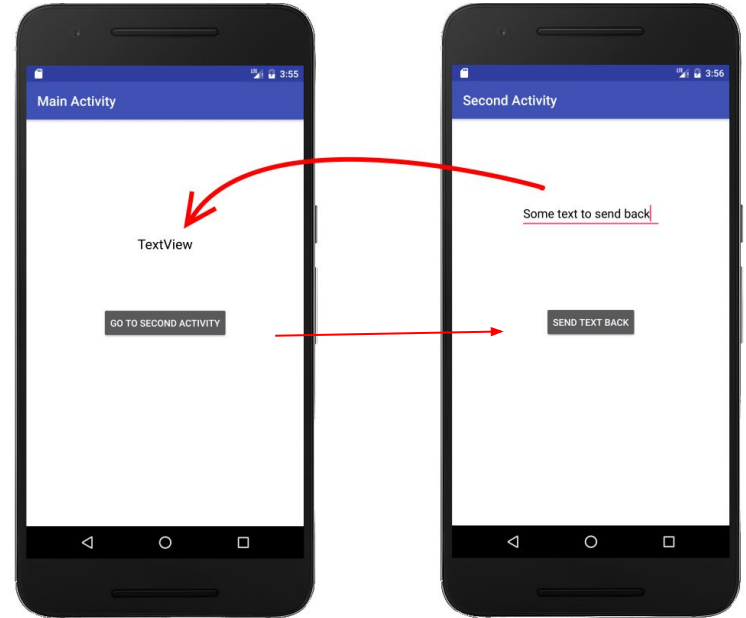 3:55
Main Activity
TextView
GO TO SECOND ACTIVITY
3:56
Second Activity
Some text to send back
SEND TEXT BACK